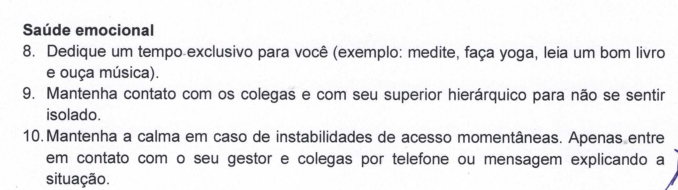 Saúde emocional
8. Dedique um tempo exclusivo para você (exemplo: medite, faça yoga, leia um bom livro
e ouça música).
9. Mantenha contato com os colegas e com seu superior hierárquico para não se sentir
isolado.
10. Mantenha a calma em caso de instabilidades de acesso momentâneas. Apenas entre
em contato com o seu gestor e colegas por telefone ou mensagem explicando a
situação.